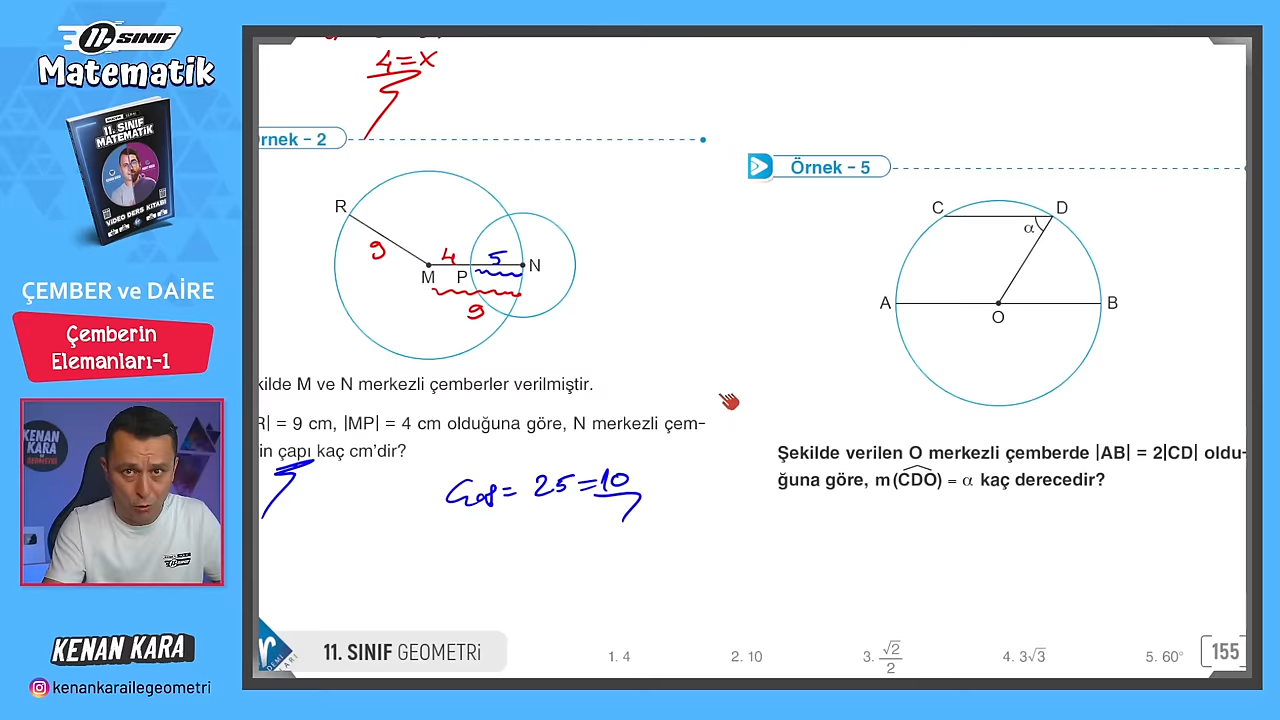 11. SINIF
Matematik
11. SINIF
MATEMATİK
VİDEO DERS KİTABI
ÇEMBER ve DAİRE
Çemberin
Elemanları-1
KENAN
KARA
GEOMETRİ
KENAN KARA
kenankarailegeometri
4=x
rnek – 2
R
9
4
5
M
P
N
9
kilde M ve N merkezli çemberler verilmiştir.
R| = 9 cm, |MP| = 4 cm olduğuna göre, N merkezli çem-
in çapı kaç cm'dir?
25=10
Örnek – 5
C
D
α
A
B
O
Şekilde verilen O merkezli çemberde |AB| = 2|CD| oldu-
ğuna göre, m(CDO) = α kaç derecedir?
11. SINIF GEOMETRİ
1. 4
2. 10
3. √2/2
4. 3√3
5. 60°
155